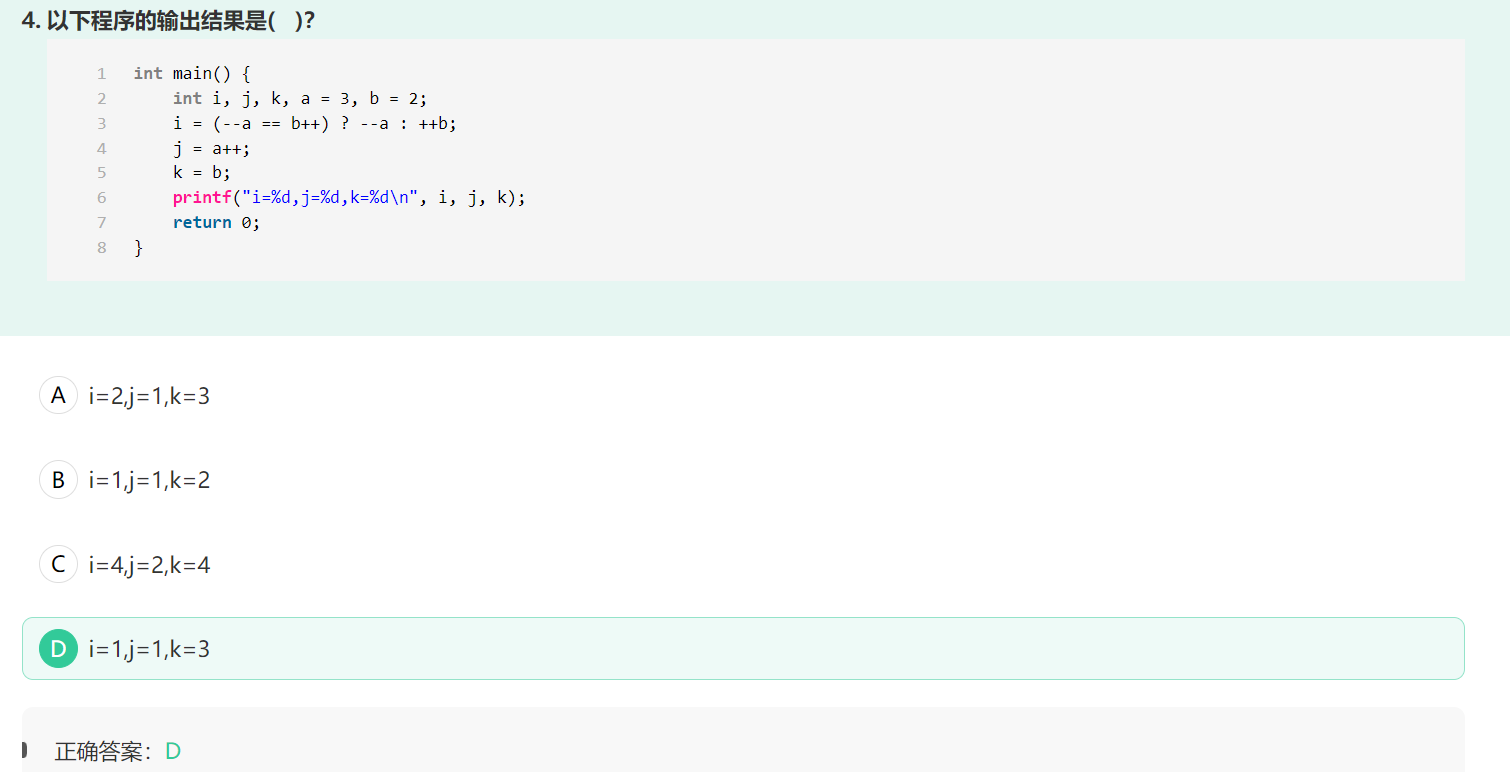 4. 以下程序的输出结果是(   )?
1 int main() {
2     int i, j, k, a = 3, b = 2;
3     i = (--a == b++) ? --a : ++b;
4     j = a++;
5     k = b;
6     printf("i=%d,j=%d,k=%d\n", i, j, k);
7     return 0;
8 }
A i=2,j=1,k=3
B i=1,j=1,k=2
C i=4,j=2,k=4
D i=1,j=1,k=3
正确答案：D